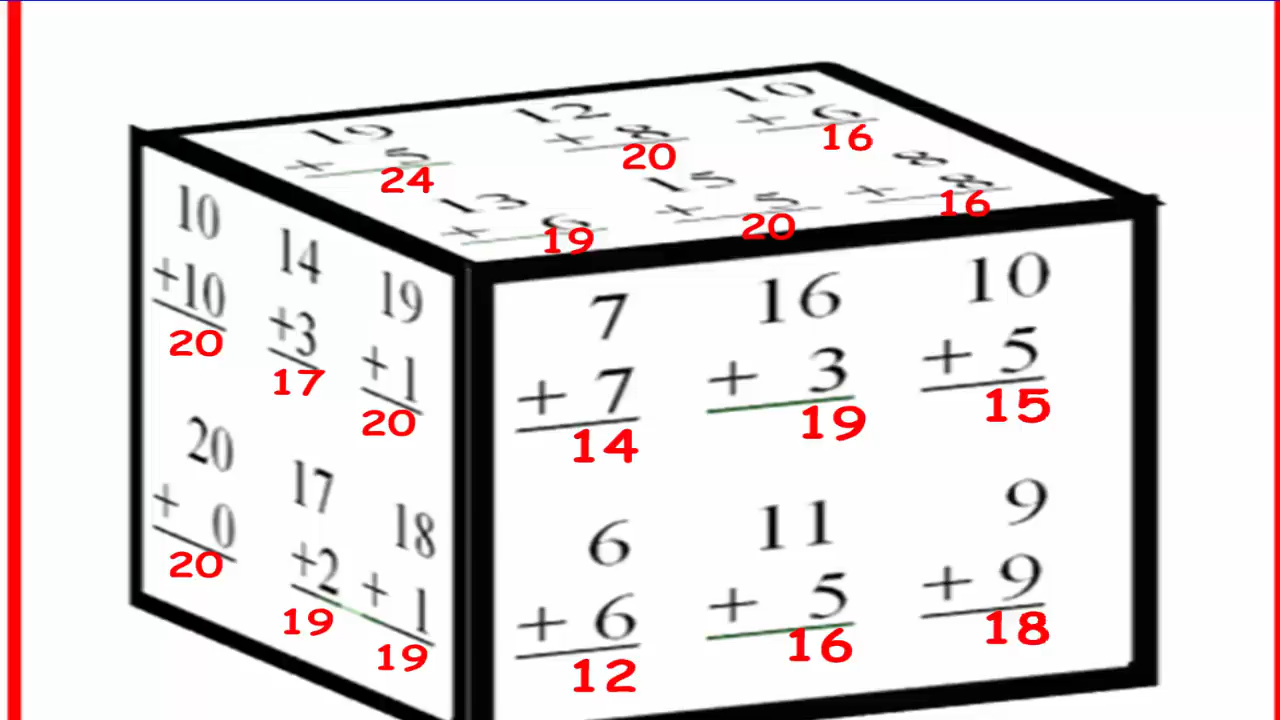 19 12 10
+ 5 + 8 + 6
24 20 16
13 15 8
+ 6 + 5 + 8
19 20 16
10 14 19
+10 +3 +1
20 17 20
20 17 18
+ 0 +2 + 1
20 19 19
7 16 10
+ 7 + 3 + 5
14 19 15
6 11 9
+ 6 + 5 + 9
12 16 18